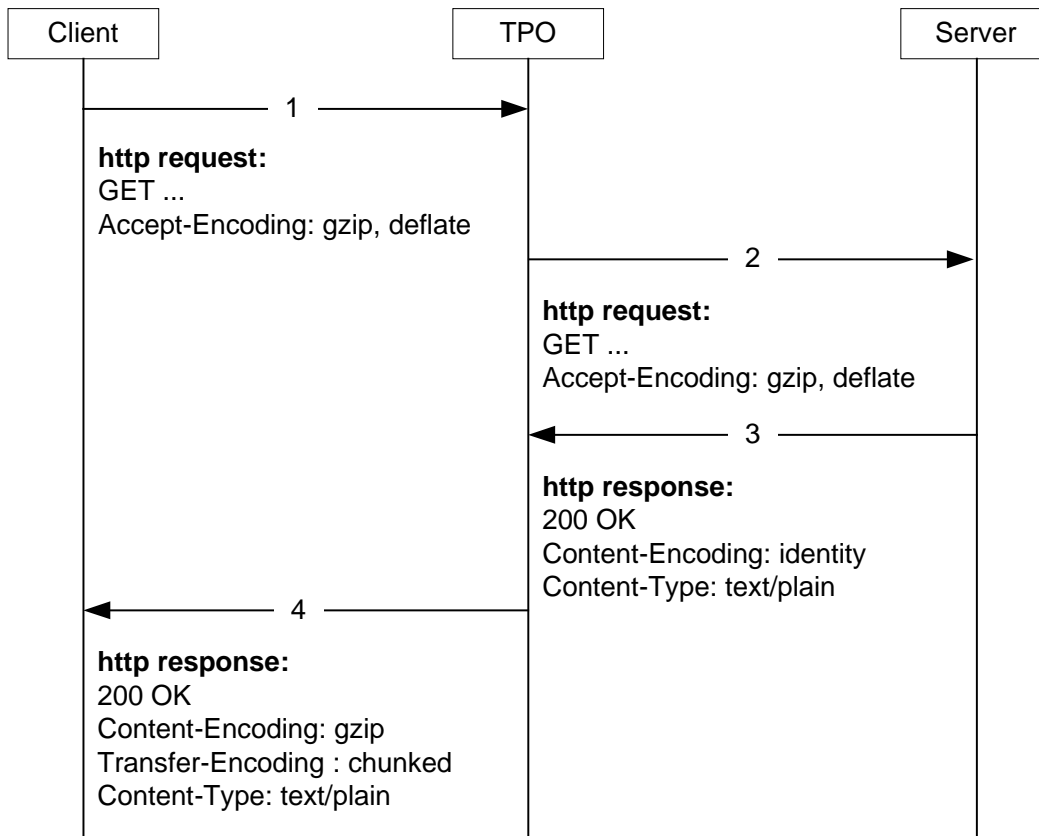 Client
TPO
Server
1
http request:
GET ...
Accept-Encoding: gzip, deflate
2
http request:
GET ...
Accept-Encoding: gzip, deflate
3
http response:
200 OK
Content-Encoding: identity
Content-Type: text/plain
4
http response:
200 OK
Content-Encoding: gzip
Transfer-Encoding : chunked
Content-Type: text/plain